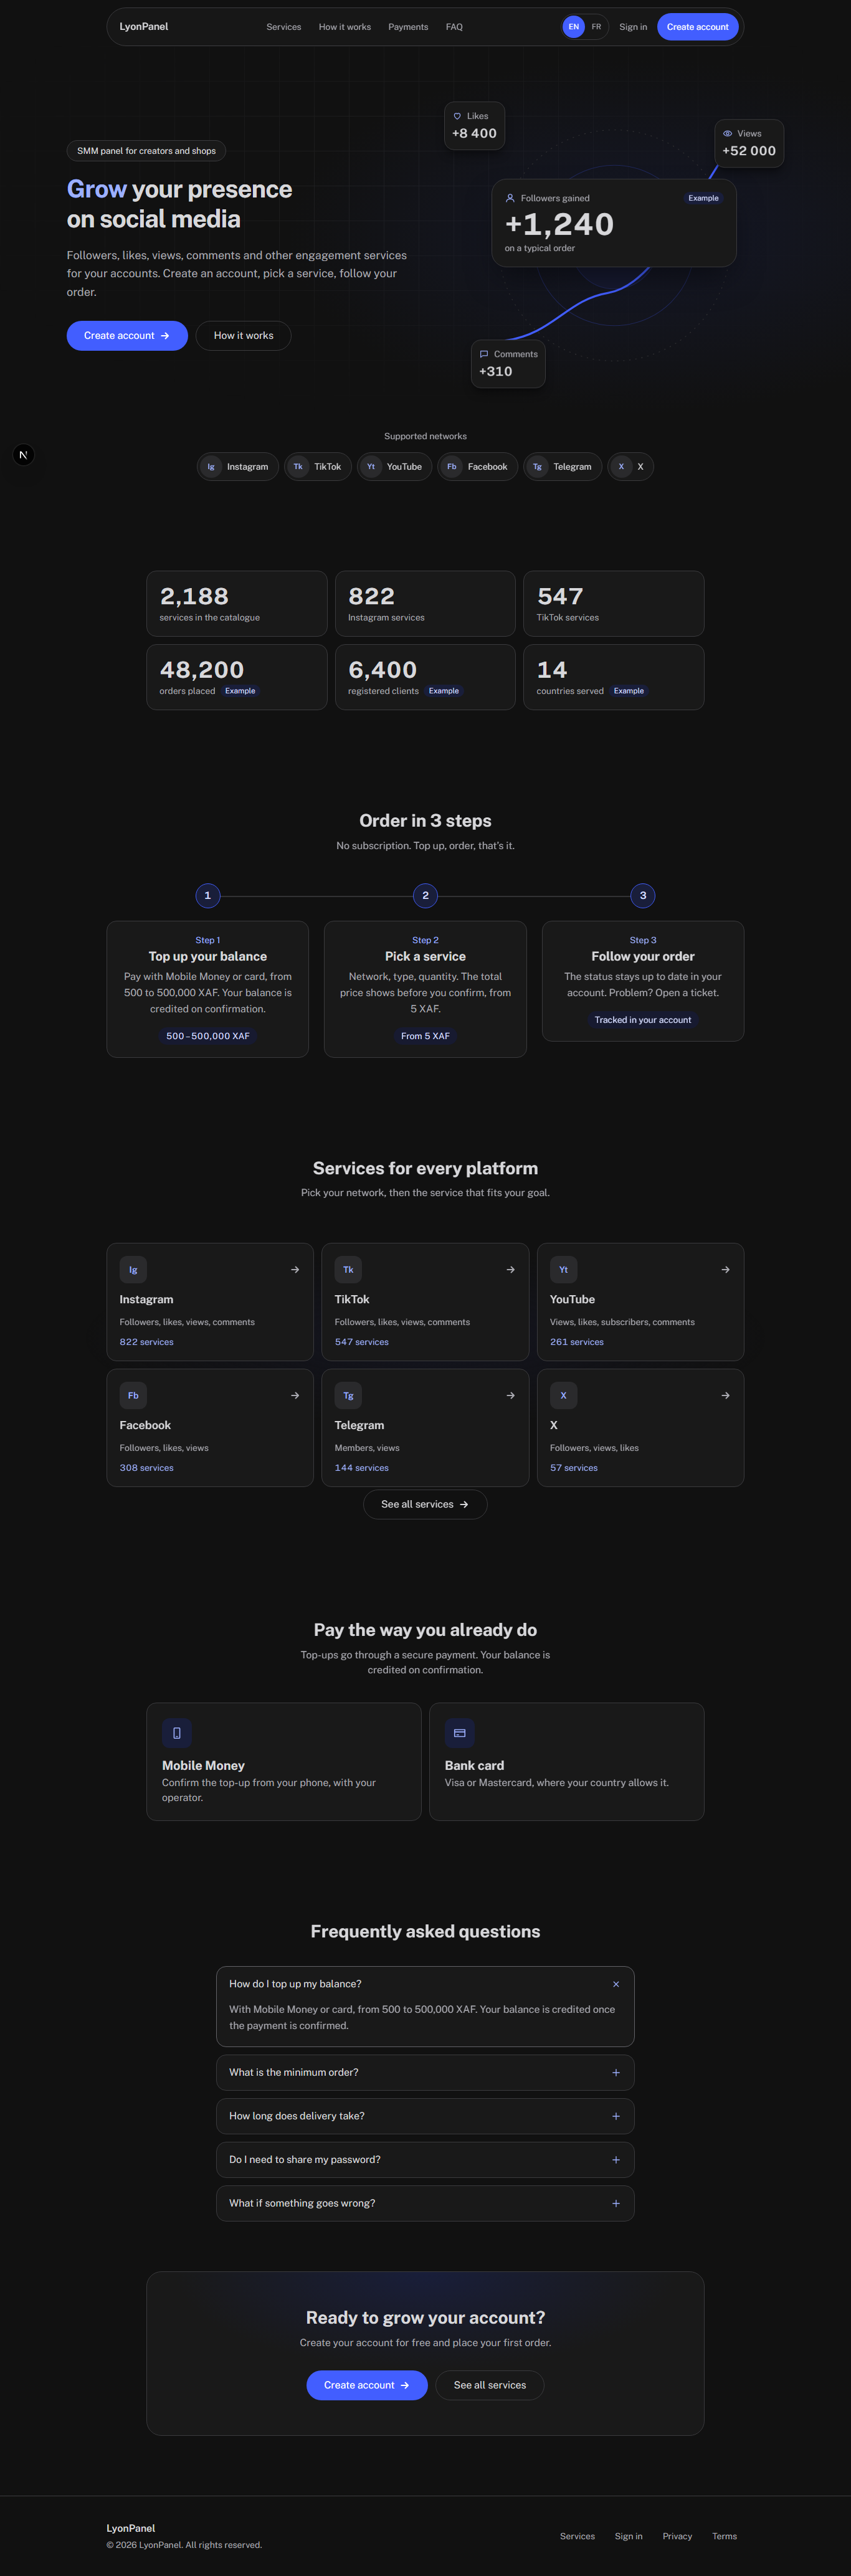 LyonPanel
Services
How it works
Payments
FAQ
EN
FR
Sign in
Create account
SMM panel for creators and shops
Grow your presence
on social media
Followers, likes, views, comments and other engagement services
for your accounts. Create an account, pick a service, follow your
order.
Create account →
How it works
Likes
+8 400
Views
+52 000
Followers gained
Example
+1,240
on a typical order
Comments
+310
N
Supported networks
Ig Instagram
Tk TikTok
Yt YouTube
Fb Facebook
Tg Telegram
X X
2,188
services in the catalogue
822
Instagram services
547
TikTok services
48,200
orders placed Example
6,400
registered clients Example
14
countries served Example
Order in 3 steps
No subscription. Top up, order, that's it.
1
2
3
Step 1
Top up your balance
Pay with Mobile Money or card, from
500 to 500,000 XAF. Your balance is
credited on confirmation.
500–500,000 XAF
Step 2
Pick a service
Network, type, quantity. The total
price shows before you confirm, from
5 XAF.
From 5 XAF
Step 3
Follow your order
The status stays up to date in your
account. Problem? Open a ticket.
Tracked in your account
Services for every platform
Pick your network, then the service that fits your goal.
Ig →
Instagram
Followers, likes, views, comments
822 services
Tk →
TikTok
Followers, likes, views, comments
547 services
Yt →
YouTube
Views, likes, subscribers, comments
261 services
Fb →
Facebook
Followers, likes, views
308 services
Tg →
Telegram
Members, views
144 services
X →
X
Followers, views, likes
57 services
See all services →
Pay the way you already do
Top-ups go through a secure payment. Your balance is
credited on confirmation.
Mobile Money
Confirm the top-up from your phone, with your
operator.
Bank card
Visa or Mastercard, where your country allows it.
Frequently asked questions
How do I top up my balance?
With Mobile Money or card, from 500 to 500,000 XAF. Your balance is credited once
the payment is confirmed.
What is the minimum order?
How long does delivery take?
Do I need to share my password?
What if something goes wrong?
Ready to grow your account?
Create your account for free and place your first order.
Create account →
See all services
LyonPanel
© 2026 LyonPanel. All rights reserved.
Services
Sign in
Privacy
Terms